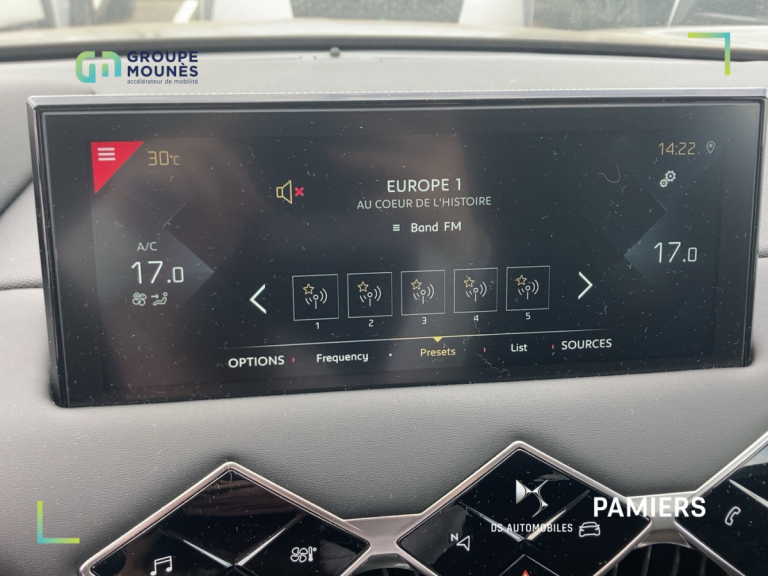 GROUPE
MOUNÈS
accélérateur de mobilité
30°C
14:22
EUROPE 1
AU COEUR DE L'HISTOIRE
Band FM
A/C
17.0
17.0
1 2 3 4 5
OPTIONS Frequency Presets List SOURCES
PAMIERS
DS AUTOMOBILES
N